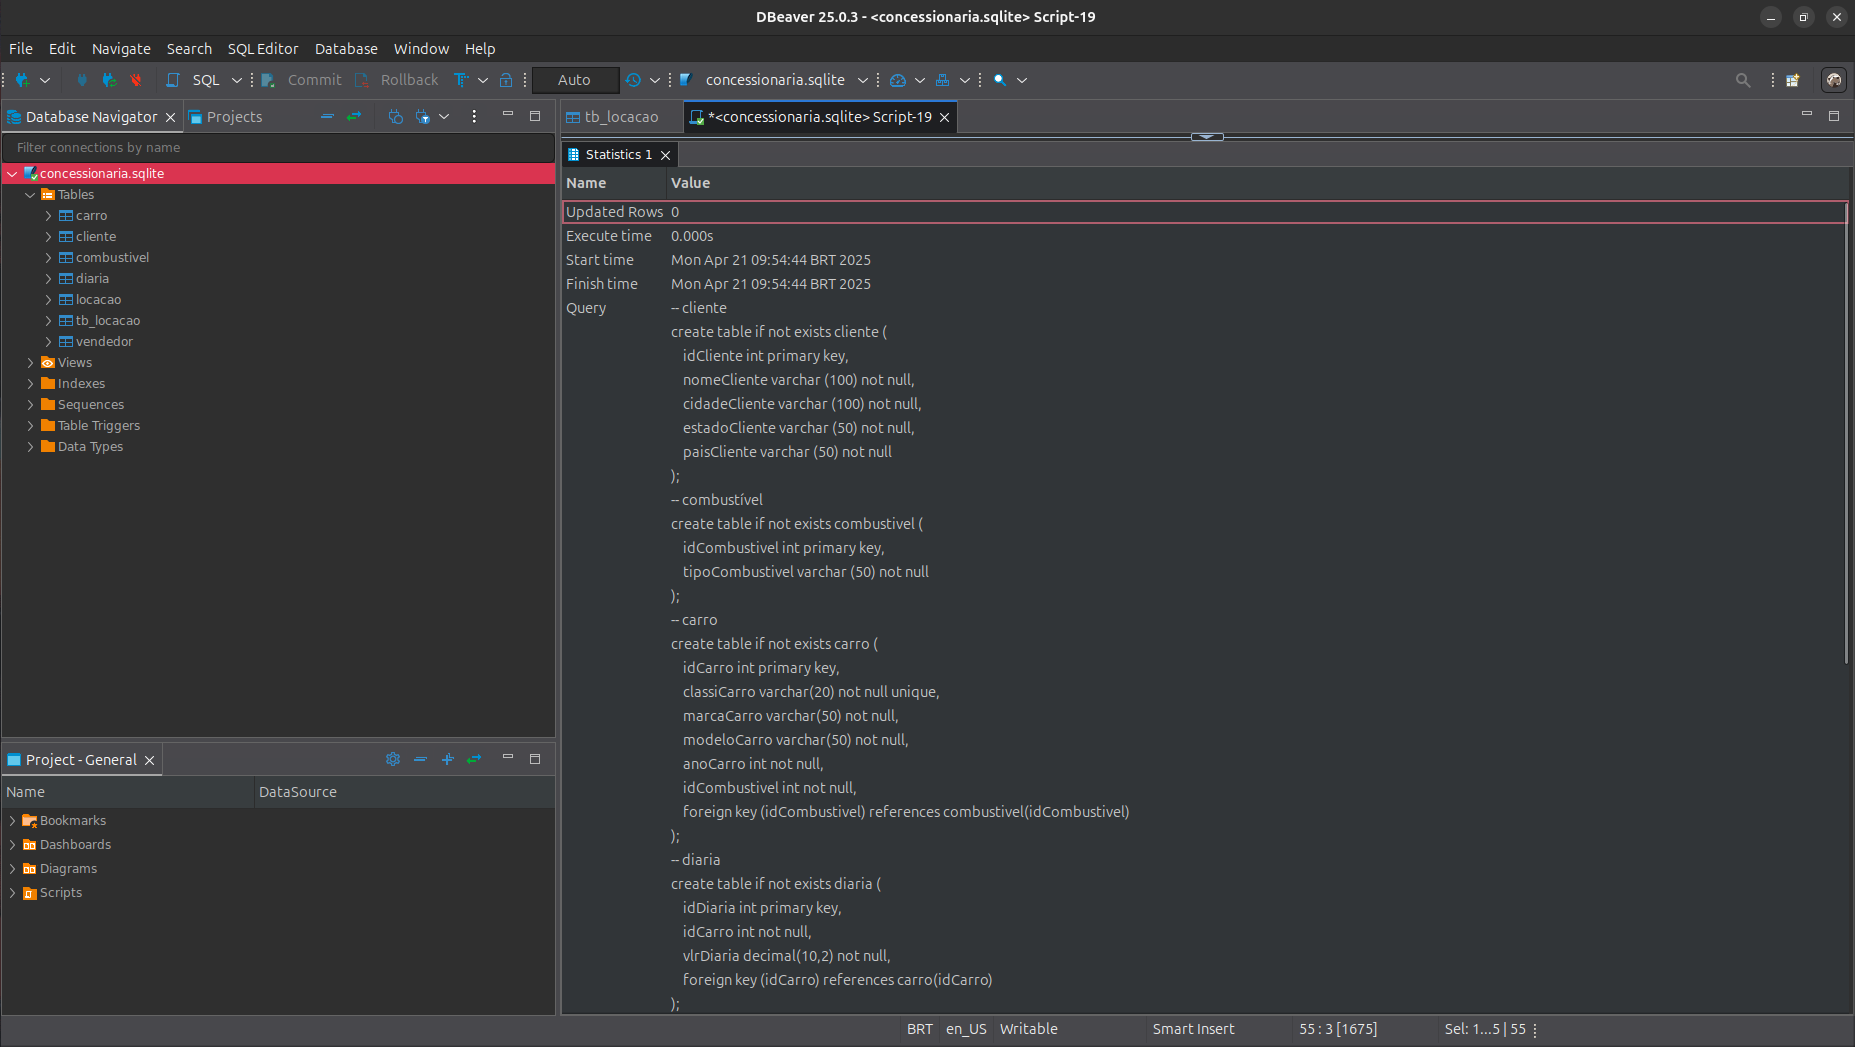 DBeaver 25.0.3 - <concessionaria.sqlite> Script-19
File Edit Navigate Search SQL Editor Database Window Help
SQL Commit Rollback Auto concessionaria.sqlite
Database Navigator Projects
Filter connections by name
concessionaria.sqlite
Tables
carro
cliente
combustivel
diaria
locacao
tb_locacao
vendedor
Views
Indexes
Sequences
Table Triggers
Data Types
Project - General
Name DataSource
Bookmarks
Dashboards
Diagrams
Scripts
tb_locacao *<concessionaria.sqlite> Script-19
Statistics 1
Name Value
Updated Rows 0
Execute time 0.000s
Start time Mon Apr 21 09:54:44 BRT 2025
Finish time Mon Apr 21 09:54:44 BRT 2025
Query -- cliente
create table if not exists cliente (
idCliente int primary key,
nomeCliente varchar (100) not null,
cidadeCliente varchar (100) not null,
estadoCliente varchar (50) not null,
paisCliente varchar (50) not null
);
-- combustível
create table if not exists combustivel (
idCombustivel int primary key,
tipoCombustivel varchar (50) not null
);
-- carro
create table if not exists carro (
idCarro int primary key,
classiCarro varchar(20) not null unique,
marcaCarro varchar(50) not null,
modeloCarro varchar(50) not null,
anoCarro int not null,
idCombustivel int not null,
foreign key (idCombustivel) references combustivel(idCombustivel)
);
-- diaria
create table if not exists diaria (
idDiaria int primary key,
idCarro int not null,
vlrDiaria decimal(10,2) not null,
foreign key (idCarro) references carro(idCarro)
);
BRT en_US Writable Smart Insert 55 : 3 [1675] Sel: 1...5 | 55